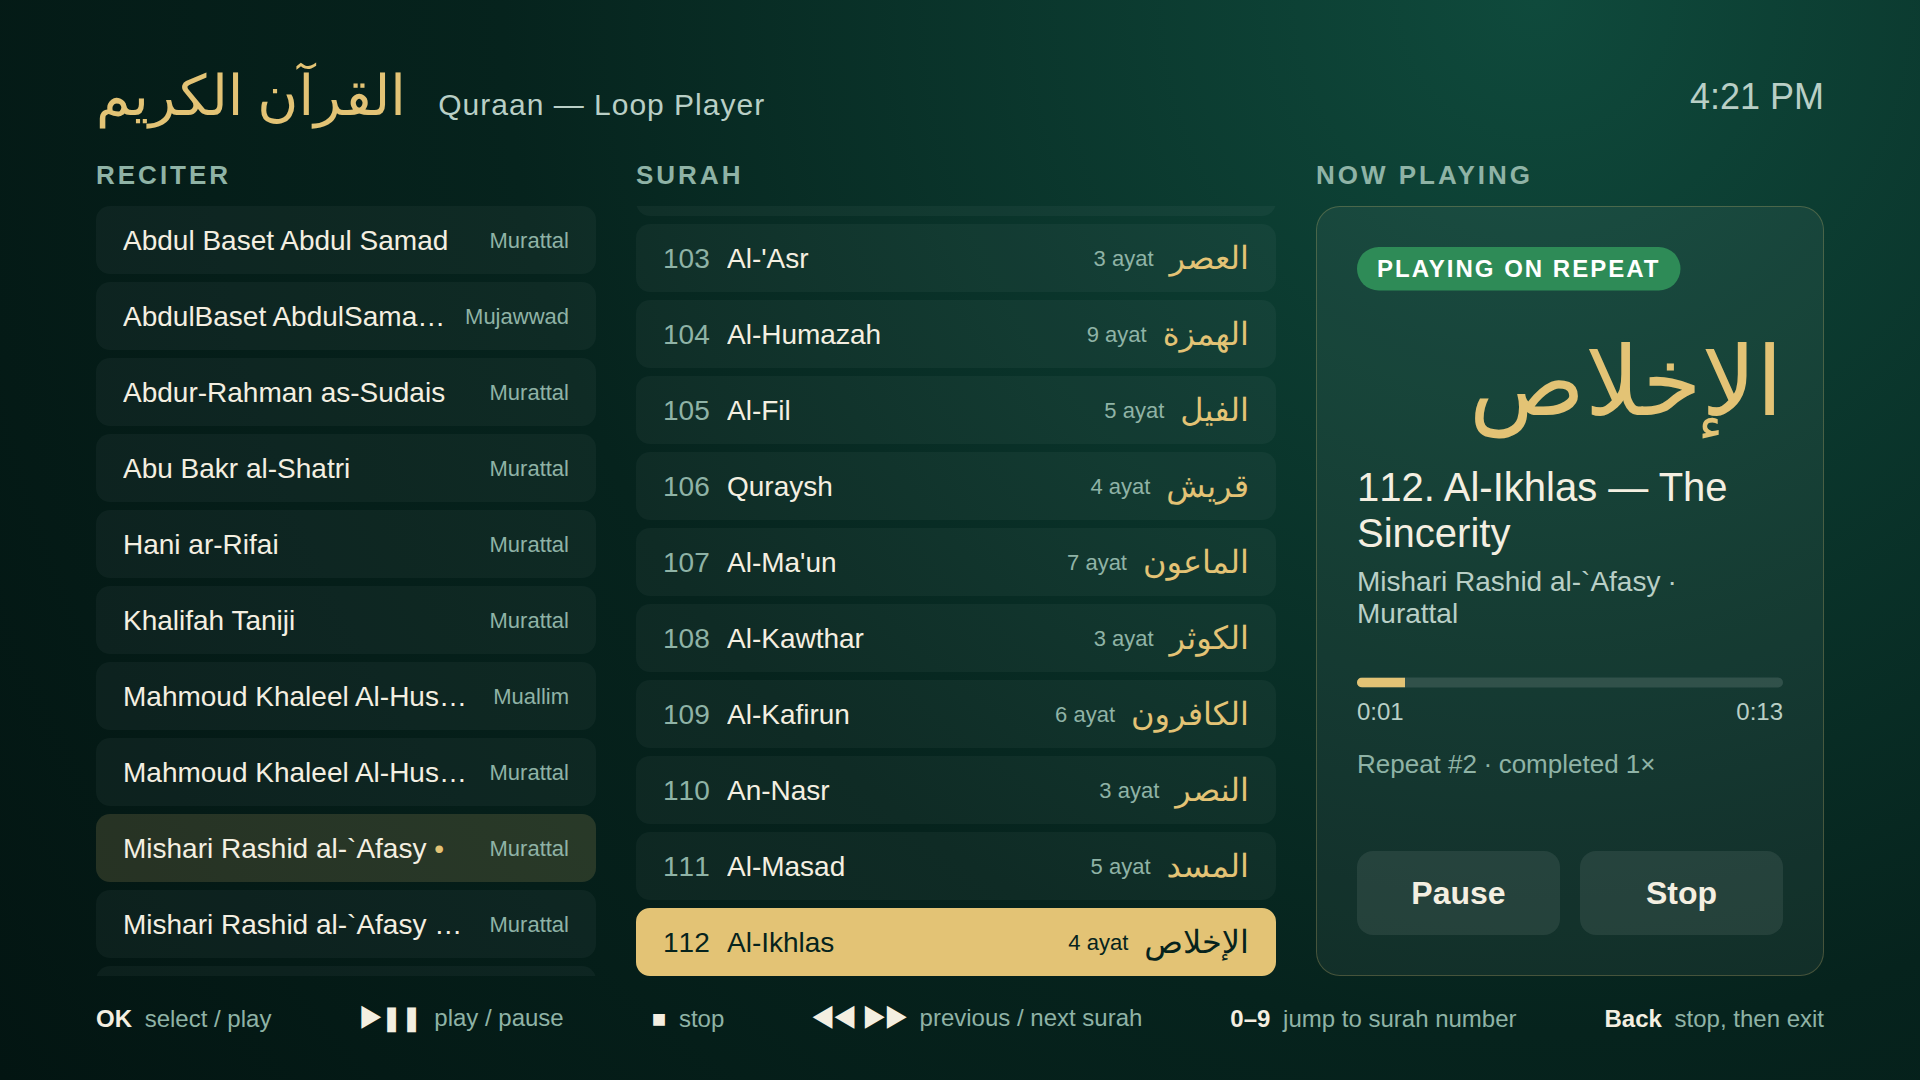 القرآن الكريم Quraan — Loop Player
4:21 PM
RECITER
Abdul Baset Abdul Samad Murattal
AbdulBaset AbdulSama… Mujawwad
Abdur-Rahman as-Sudais Murattal
Abu Bakr al-Shatri Murattal
Hani ar-Rifai Murattal
Khalifah Taniji Murattal
Mahmoud Khaleel Al-Hus… Muallim
Mahmoud Khaleel Al-Hus… Murattal
Mishari Rashid al-`Afasy • Murattal
Mishari Rashid al-`Afasy … Murattal
SURAH
103 Al-'Asr 3 ayat العصر
104 Al-Humazah 9 ayat الهمزة
105 Al-Fil 5 ayat الفيل
106 Quraysh 4 ayat قريش
107 Al-Ma'un 7 ayat الماعون
108 Al-Kawthar 3 ayat الكوثر
109 Al-Kafirun 6 ayat الكافرون
110 An-Nasr 3 ayat النصر
111 Al-Masad 5 ayat المسد
112 Al-Ikhlas 4 ayat الإخلاص
NOW PLAYING
PLAYING ON REPEAT
الإخلاص
112. Al-Ikhlas — The
Sincerity
Mishari Rashid al-`Afasy ·
Murattal
0:01 0:13
Repeat #2 · completed 1×
Pause Stop
OK select / play ▶❚❚ play / pause ■ stop ◀◀ ▶▶ previous / next surah 0–9 jump to surah number Back stop, then exit